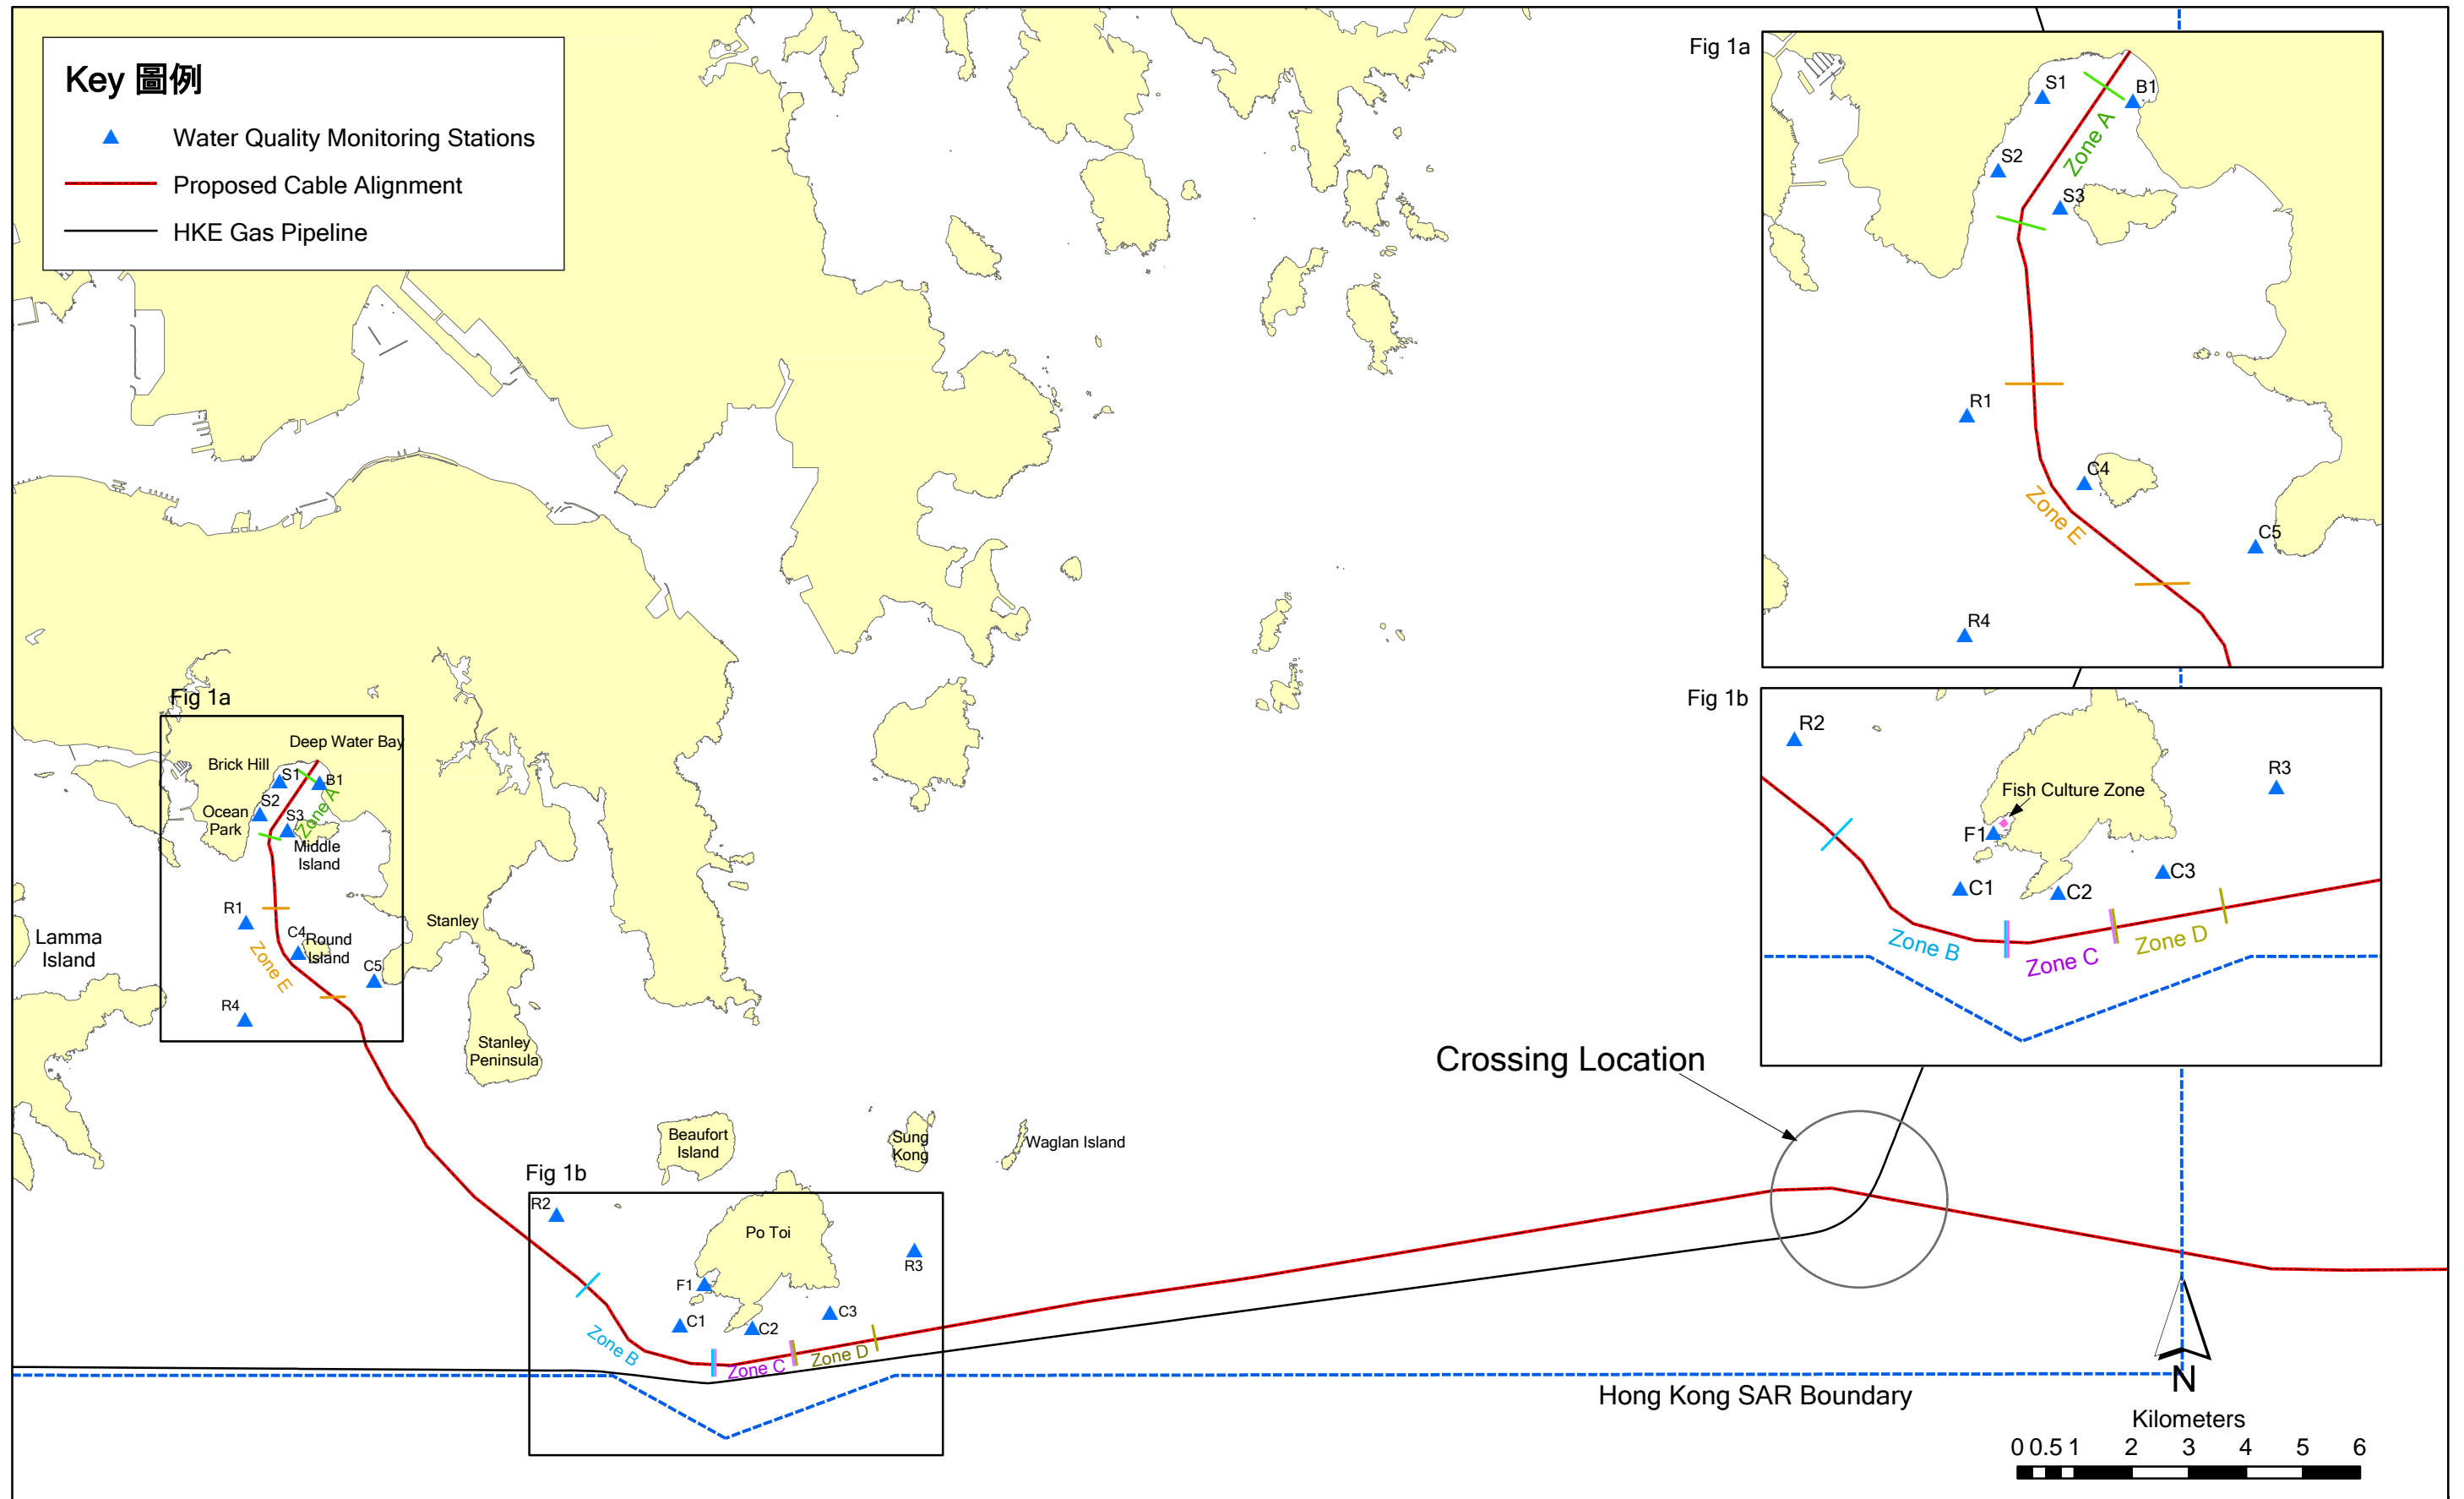 Key 圖例
Water Quality Monitoring Stations
Proposed Cable Alignment
HKE Gas Pipeline
Fig 1a
S1
B1
Zone A
S2
S3
R1
C4
Zone E
C5
R4
Fig 1b
R2
R3
Fish Culture Zone
F1
C3
C1
C2
Zone B
Zone C
Zone D
Fig 1a
Deep Water Bay
Brick Hill
S1
B1
S2
Ocean
Park
S3
Zone A
Middle
Island
R1
Stanley
Lamma
Island
C4
Round
Island
Zone E
C5
R4
Stanley
Peninsula
Crossing Location
Beaufort
Island
Sung
Kong
Waglan Island
Fig 1b
R2
Po Toi
R3
F1
C1
C2
C3
Zone B
Zone C
Zone D
Hong Kong SAR Boundary
N
Kilometers
0 0.5 1 2 3 4 5 6